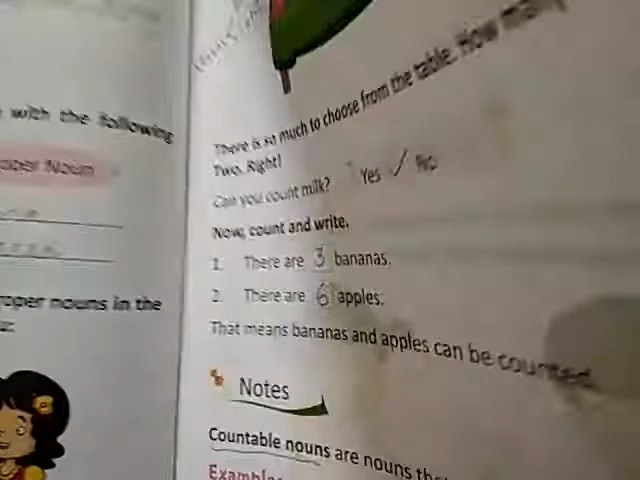 with the following
oper Noun
roper nouns in the
There is so much to choose from the table. How many
Two. Right!
Can you count milk? Yes ✓ No
Now, count and write.
1. There are 3 bananas.
2. There are 6 apples.
That means bananas and apples can be counted.
Notes
Countable nouns are nouns tha
Examples